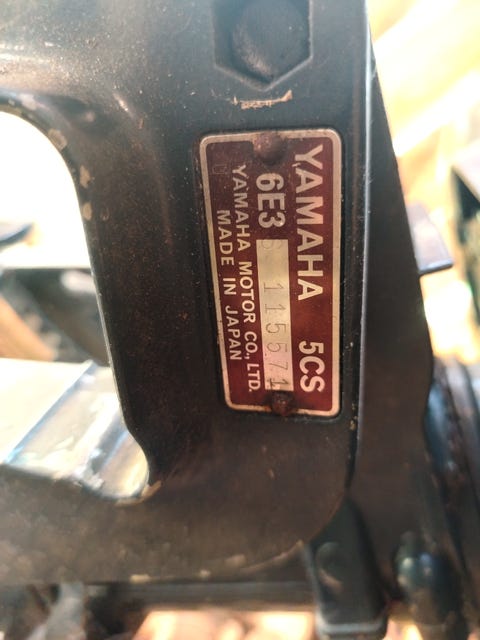 YAMAHA 5CS
6E3 115571
YAMAHA MOTOR CO., LTD.
MADE IN JAPAN